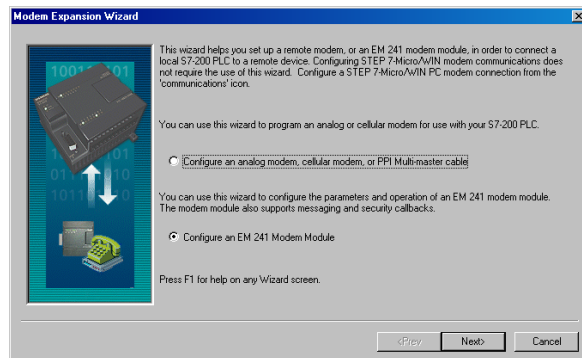 Modem Expansion Wizard
This wizard helps you set up a remote modem, or an EM 241 modem module, in order to connect a
local S7-200 PLC to a remote device. Configuring STEP 7-Micro/WIN modem communications does
not require the use of this wizard. Configure a STEP 7-Micro/WIN PC modem connection from the
'communications' icon.
You can use this wizard to program an analog or cellular modem for use with your S7-200 PLC.
Configure an analog modem, cellular modem, or PPI Multi-master cable
You can use this wizard to configure the parameters and operation of an EM 241 modem module.
The modem module also supports messaging and security callbacks.
Configure an EM 241 Modem Module
Press F1 for help on any Wizard screen.
<Prev
Next>
Cancel